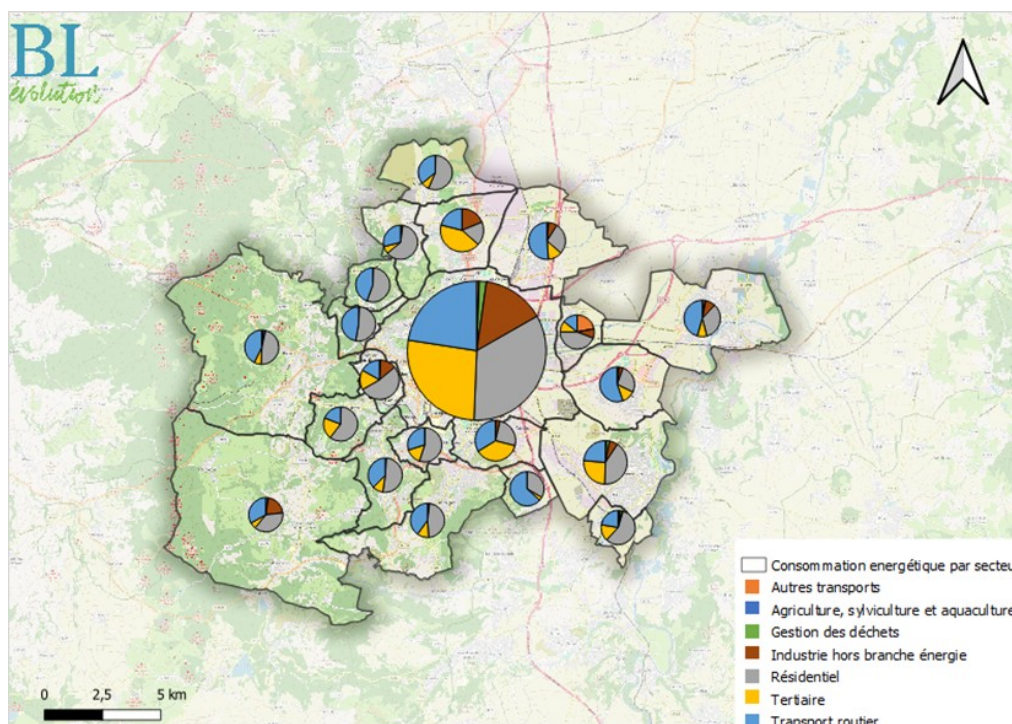 BL
évolution
Consommation énergétique par secteu
Autres transports
Agriculture, sylviculture et aquaculture
Gestion des déchets
Industrie hors branche énergie
Résidentiel
Tertiaire
Transport routier
0 2,5 5 km